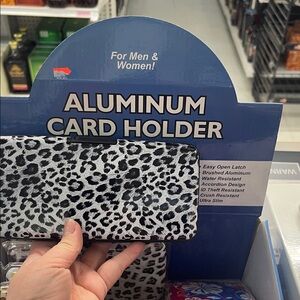 For Men &
Women!
ALUMINUM
CARD HOLDER
Easy Open Latch
Brushed Aluminum
Water Resistant
Accordion Design
ID Theft Resistant
Crush Resistant
Ultra Slim